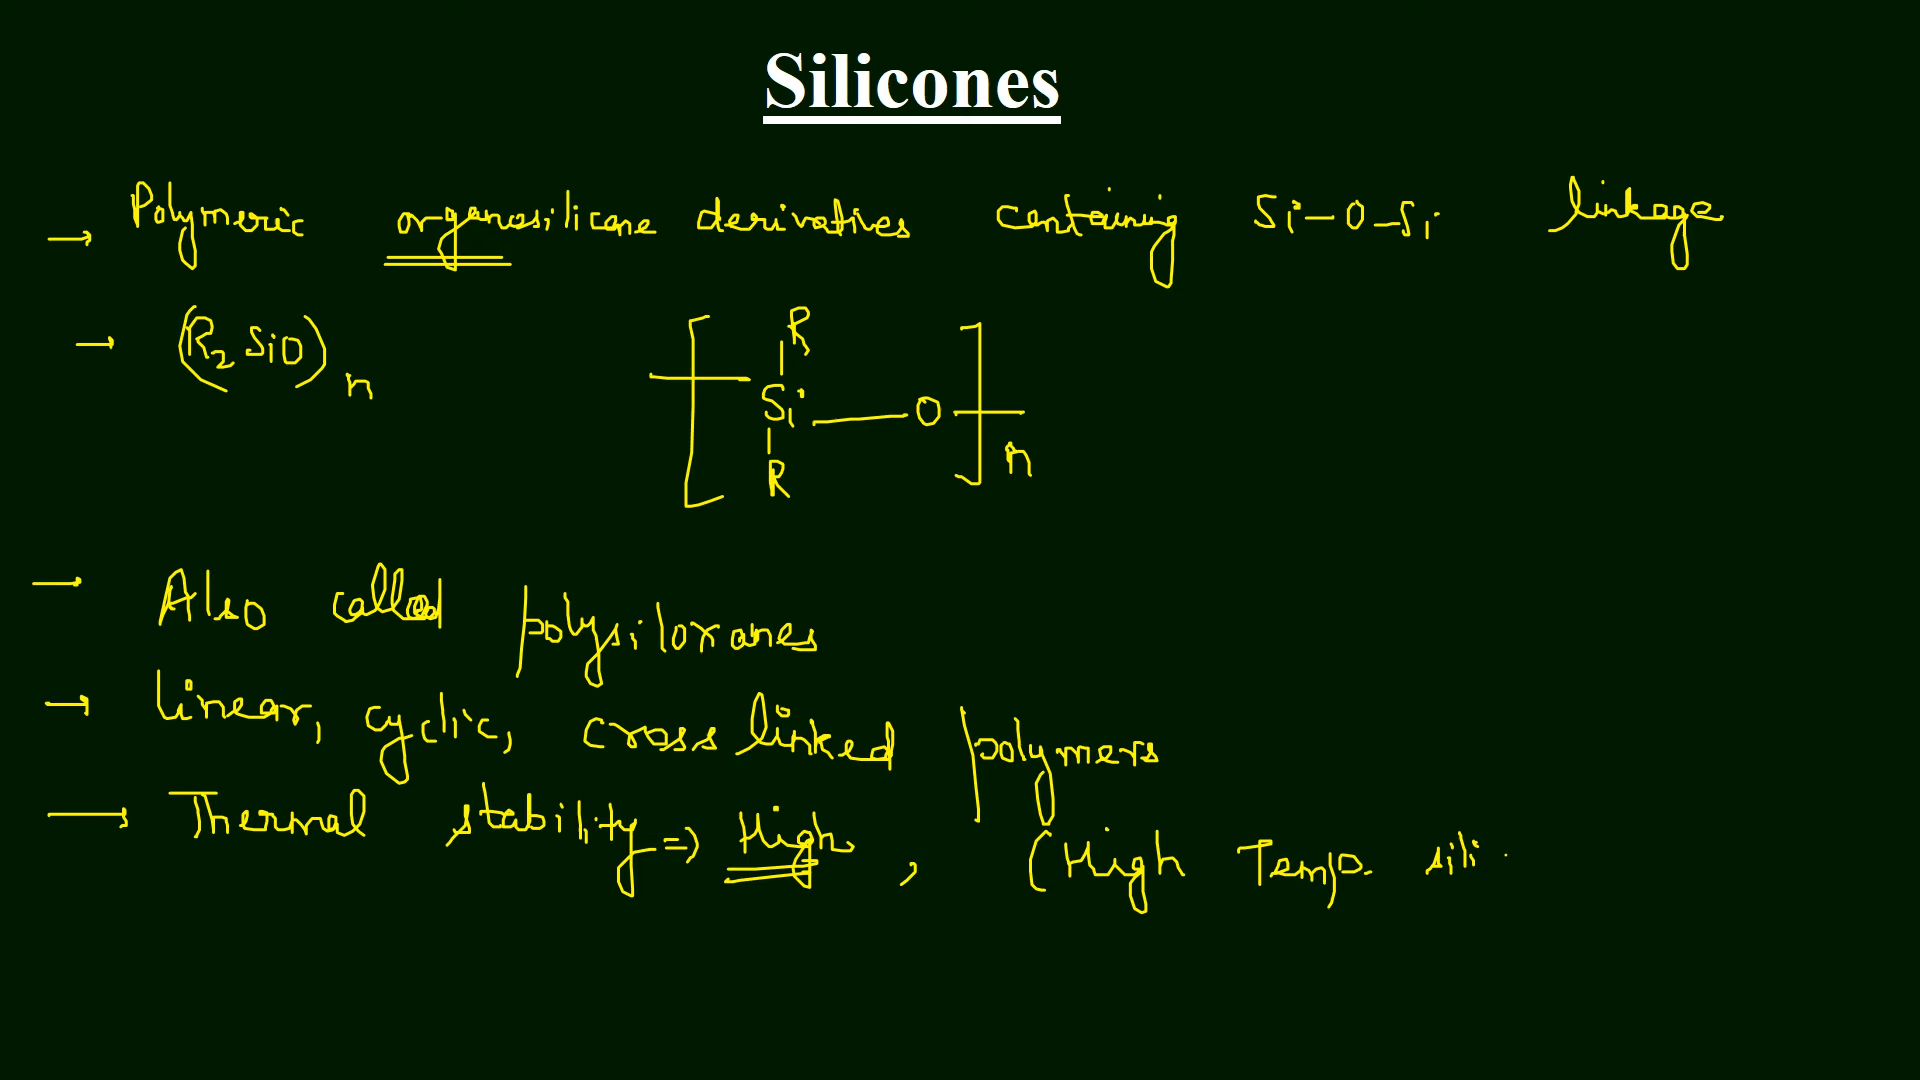 Silicones
→ Polymeric organosilicone derivatives containing Si-O-Si linkage
→ (R2SiO)n
R
Si — O
R
n
→ Also called polysiloxanes
→ Linear, cyclic, cross linked polymers
→ Thermal stability ⇒ High, (High Temp. sili